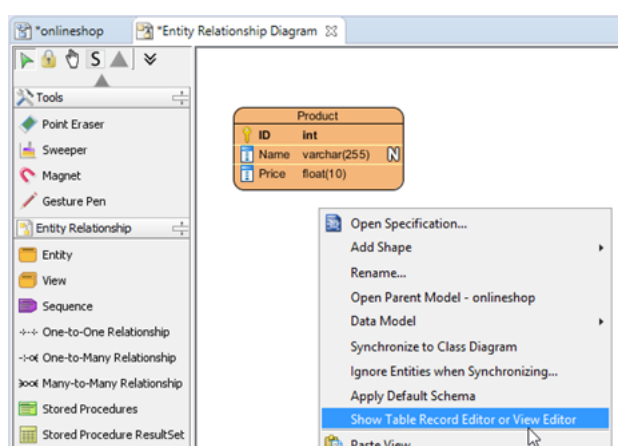 *onlineshop
*Entity Relationship Diagram
S
Tools
Point Eraser
Sweeper
Magnet
Gesture Pen
Entity Relationship
Entity
View
Sequence
One-to-One Relationship
One-to-Many Relationship
Many-to-Many Relationship
Stored Procedures
Stored Procedure ResultSet
Product
ID int
Name varchar(255) N
Price float(10)
Open Specification...
Add Shape
Rename...
Open Parent Model - onlineshop
Data Model
Synchronize to Class Diagram
Ignore Entities when Synchronizing...
Apply Default Schema
Show Table Record Editor or View Editor
Paste View